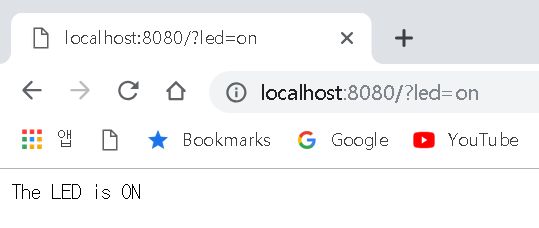 localhost:8080/?led=on
localhost:8080/?led=on
앱 Bookmarks Google YouTube
The LED is ON